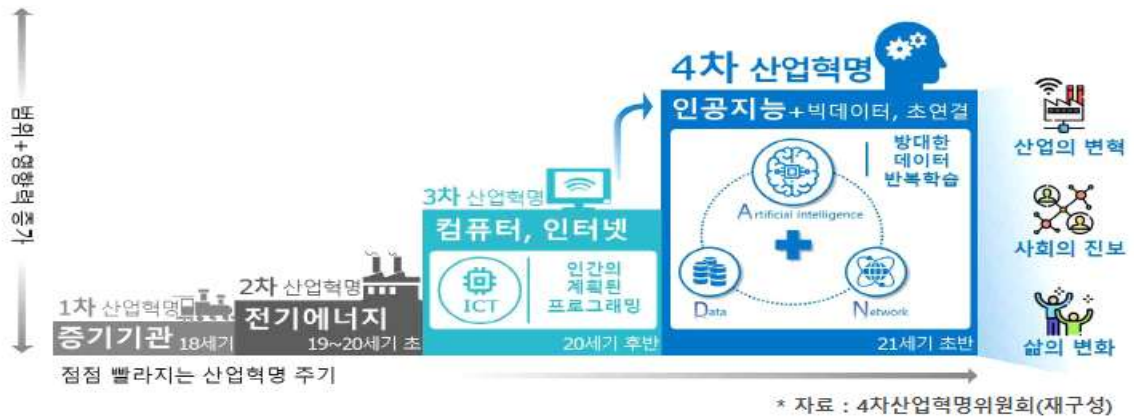 범위+영향력 증가
1차 산업혁명
증기기관 18세기
2차 산업혁명
전기에너지
19~20세기 초
3차 산업혁명
컴퓨터, 인터넷
ICT
인간의
계획된
프로그래밍
20세기 후반
4차 산업혁명
인공지능+빅데이터, 초연결
방대한
데이터
반복학습
Artificial intelligence
Data
Network
21세기 초반
산업의 변혁
사회의 진보
삶의 변화
점점 빨라지는 산업혁명 주기
* 자료 : 4차산업혁명위원회(재구성)